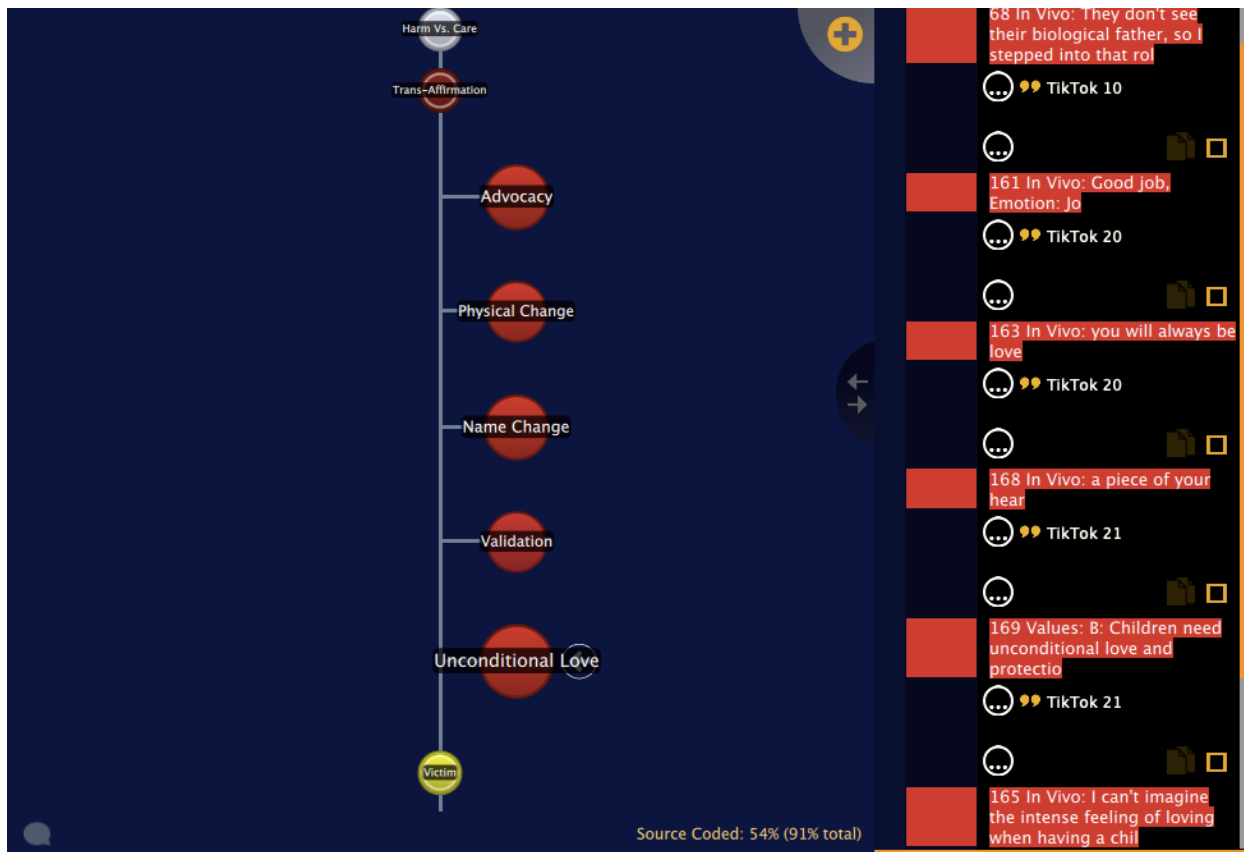 Harm Vs. Care
Trans-Affirmation
Advocacy
Physical Change
Name Change
Validation
Unconditional Love
Victim
Source Coded: 54% (91% total)
68 In Vivo: They don't see
their biological father, so I
stepped into that rol
TikTok 10
161 In Vivo: Good job,
Emotion: Jo
TikTok 20
163 In Vivo: you will always be
love
TikTok 20
168 In Vivo: a piece of your
hear
TikTok 21
169 Values: B: Children need
unconditional love and
protectio
TikTok 21
165 In Vivo: I can't imagine
the intense feeling of loving
when having a chil